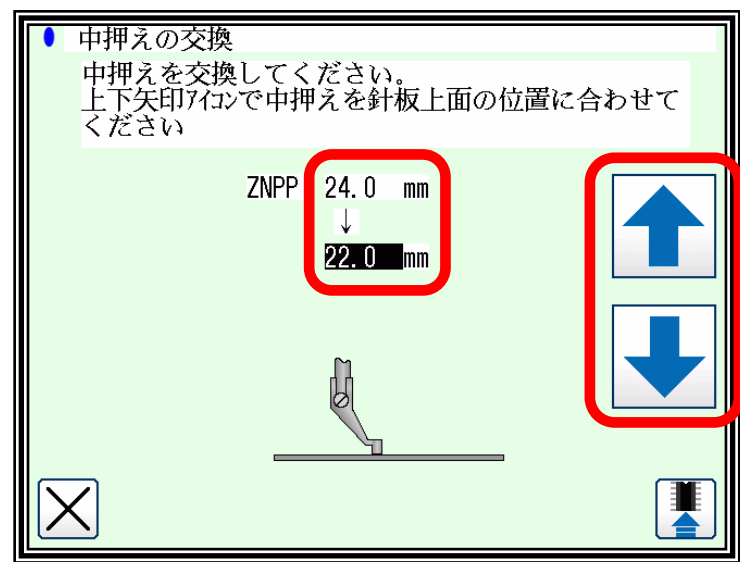 中押えの交換
中押えを交換してください。
上下矢印ｱｲｺﾝで中押えを針板上面の位置に合わせて
ください
ZNPP 24.0 mm
↓
22.0 mm